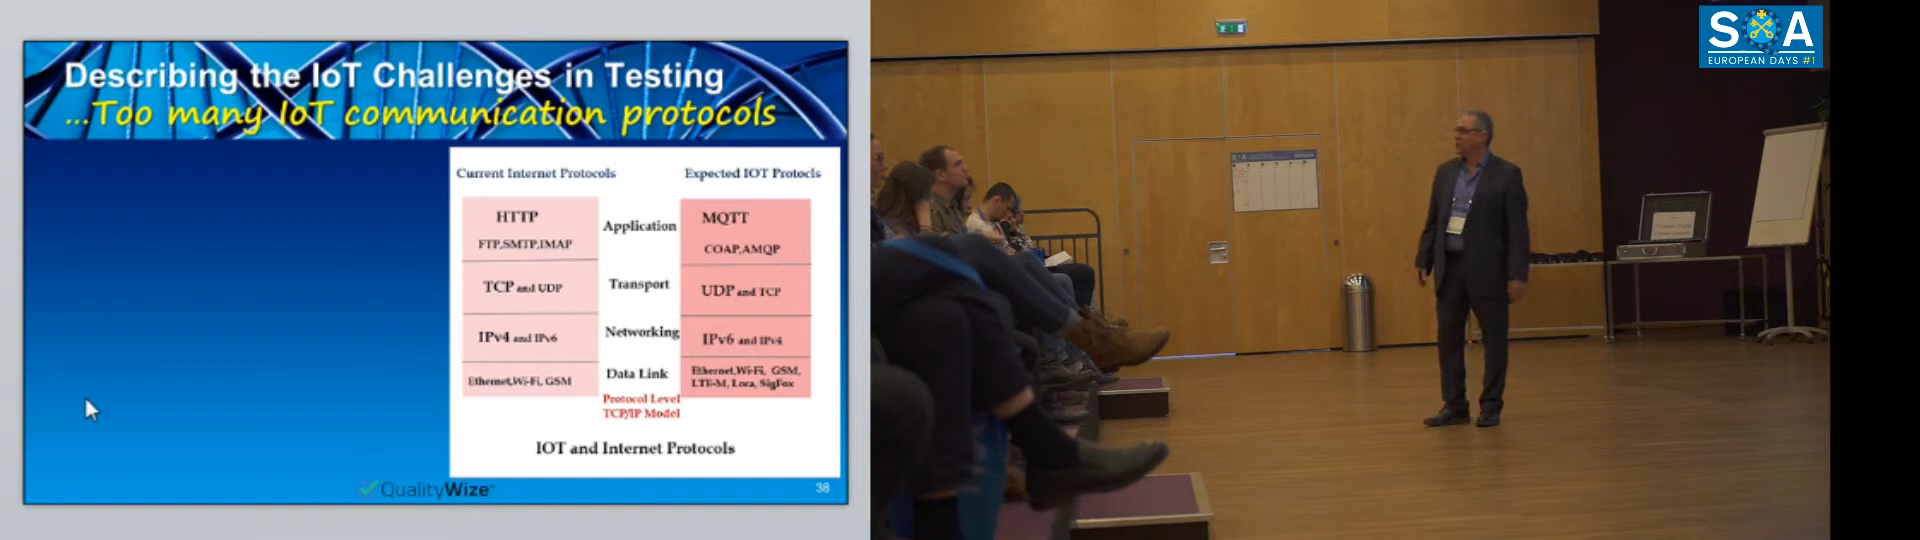 Describing the IoT Challenges in Testing
...Too many IoT communication protocols
Current Internet Protocols
Expected IOT Protocls
HTTP
FTP,SMTP,IMAP
Application
MQTT
COAP,AMQP
TCP and UDP
Transport
UDP and TCP
IPv4 and IPv6
Networking
IPv6 and IPv4
Ethernet,Wi-Fi, GSM
Data Link
Ethernet,Wi-Fi, GSM,
LTE-M, Lora, SigFox
Protocol Level
TCP/IP Model
IOT and Internet Protocols
QualityWize
38
S A
EUROPEAN DAYS #1